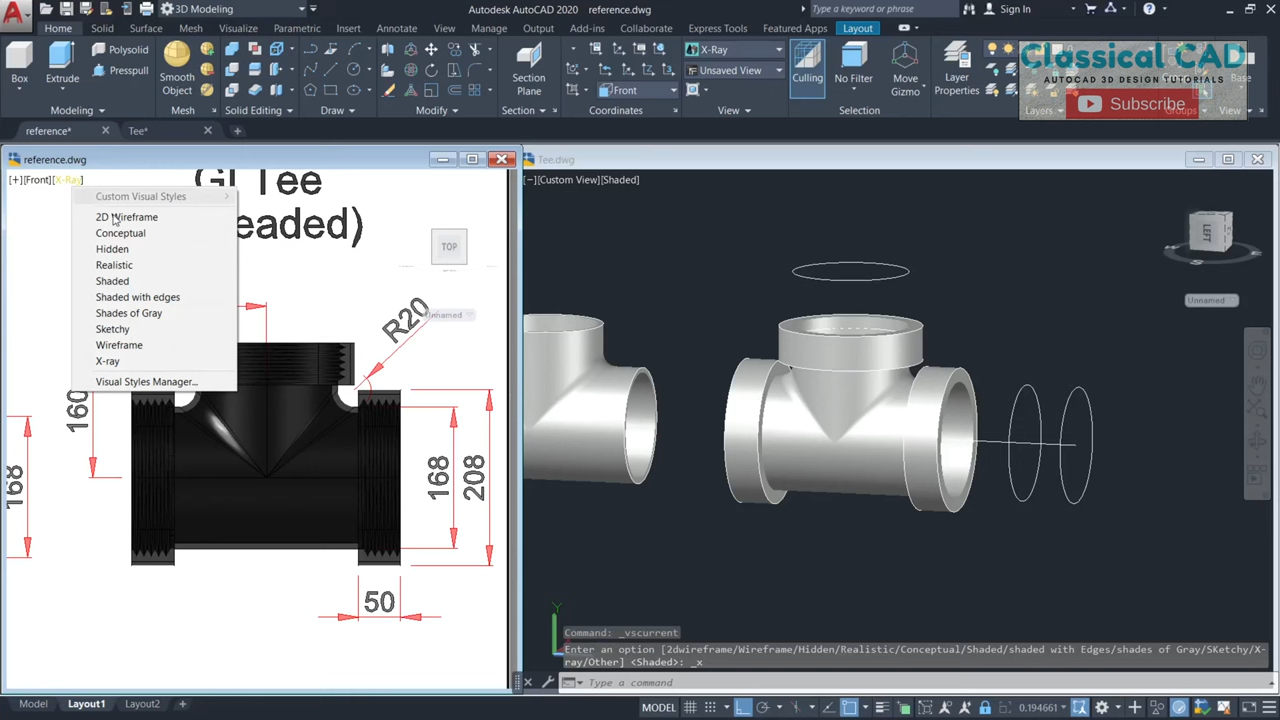 3D Modeling
Autodesk AutoCAD 2020 reference.dwg
Type a keyword or phrase
Sign In
Home Solid Surface Mesh Visualize Parametric Insert Annotate View Manage Output Add-ins Collaborate Express Tools Featured Apps Layout
Box
Extrude
Polysolid
Presspull
Smooth Object
Section Plane
X-Ray
Unsaved View
Front
Culling
No Filter
Move Gizmo
Layer Properties
Base
Modeling Mesh Solid Editing Draw Modify Section Coordinates View Selection Layers Groups View
Classical CAD
AUTOCAD 3D DESIGN TUTORIALS
Subscribe
reference* Tee*
reference.dwg
Tee.dwg
[+][Front][X-Ray]
[−][Custom View][Shaded]
GI Tee
eaded)
Custom Visual Styles
2D Wireframe
Conceptual
Hidden
Realistic
Shaded
Shaded with edges
Shades of Gray
Sketchy
Wireframe
X-ray
Visual Styles Manager...
TOP
LEFT
Unnamed
R20
160
168
168
208
50
Y
Command: _vscurrent
Enter an option [2dwireframe/Wireframe/Hidden/Realistic/Conceptual/Shaded/shaded with Edges/shades of Gray/SKetchy/X-
ray/Other] <Shaded>: _x
Type a command
Model Layout1 Layout2
MODEL
0.194661